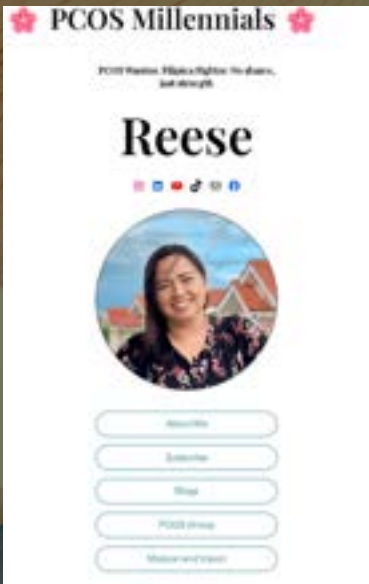 🌸 PCOS Millennials 🌸
PCOS Warrior. Filipina Fighter. No shame,
just strength
Reese
About Me
Subscribe
Blogs
PCOS Group
Mission and Vision